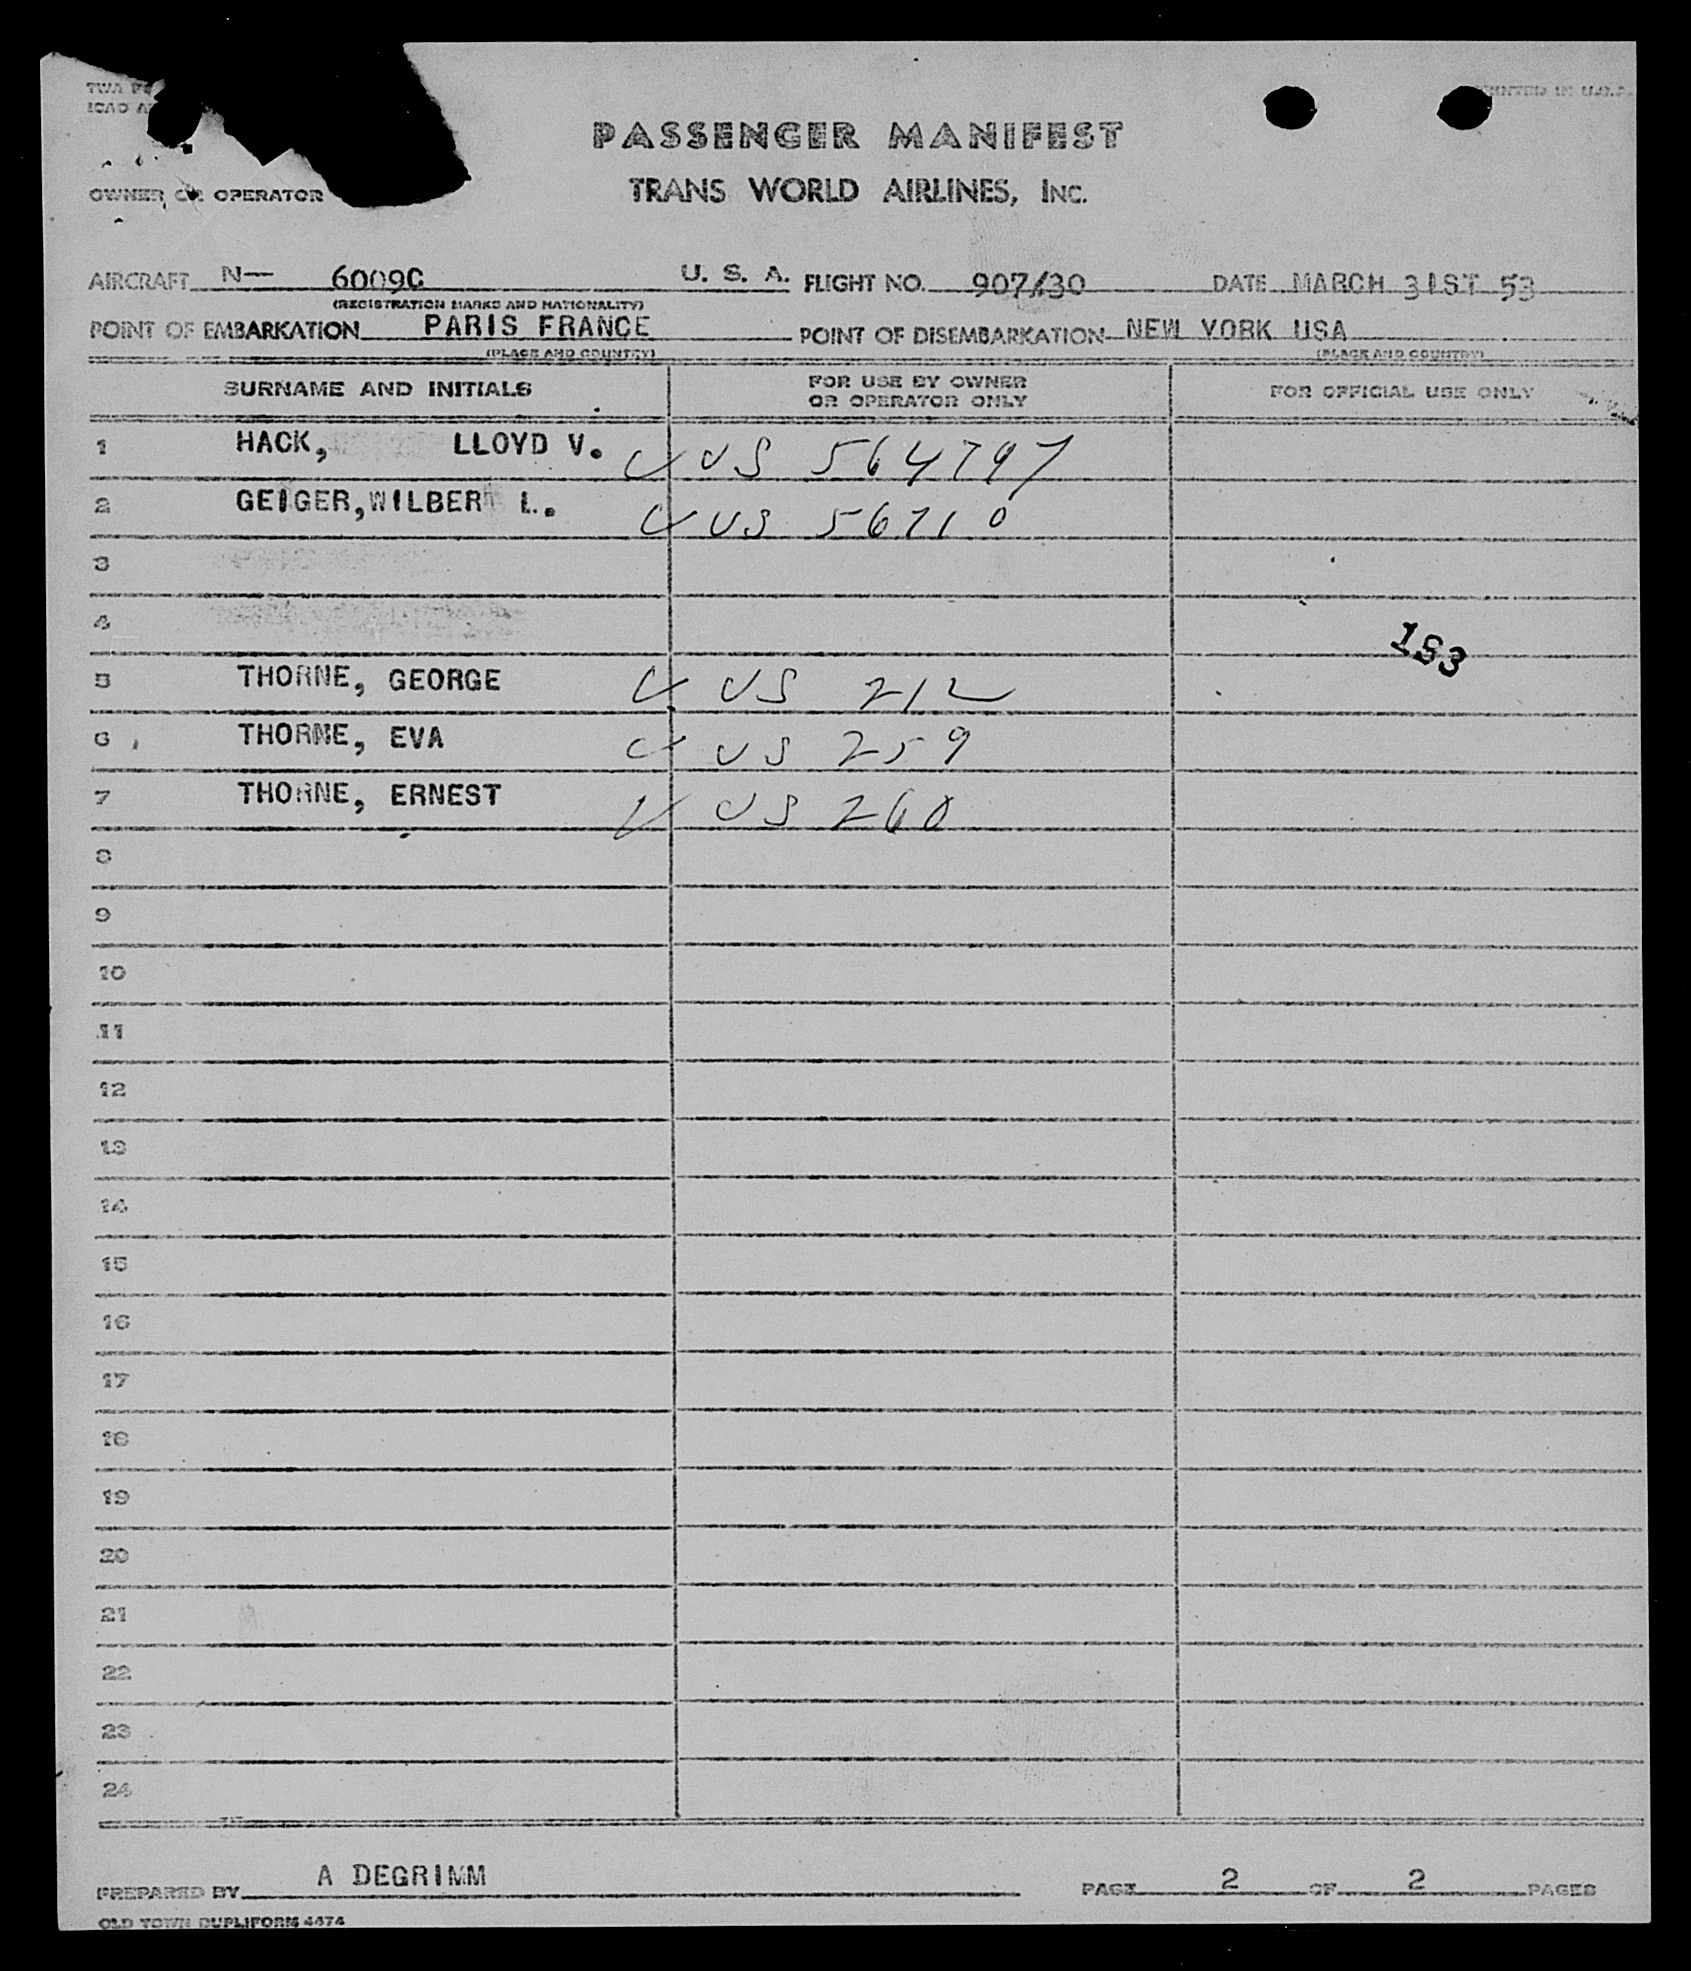 TWA
ICAO
PRINTED IN U.S.A.
PASSENGER MANIFEST
OWNER OR OPERATOR
TRANS WORLD AIRLINES, INC.
AIRCRAFT N— 6009C U. S. A. FLIGHT NO. 907/30 DATE MARCH 31ST 53
(REGISTRATION MARKS AND NATIONALITY)
POINT OF EMBARKATION PARIS FRANCE POINT OF DISEMBARKATION NEW YORK USA
(PLACE AND COUNTRY) (PLACE AND COUNTRY)
SURNAME AND INITIALS FOR USE BY OWNER OR OPERATOR ONLY FOR OFFICIAL USE ONLY
1 HACK, LLOYD V. US 564797
2 GEIGER, WILBER L. US 56710
3
4
183
5 THORNE, GEORGE US 212
6 THORNE, EVA US 259
7 THORNE, ERNEST US 260
8
9
10
11
12
13
14
15
16
17
18
19
20
21
22
23
24
PREPARED BY A DEGRIMM PAGE 2 OF 2 PAGES
OLD TOWN DUPLIFORM 4474